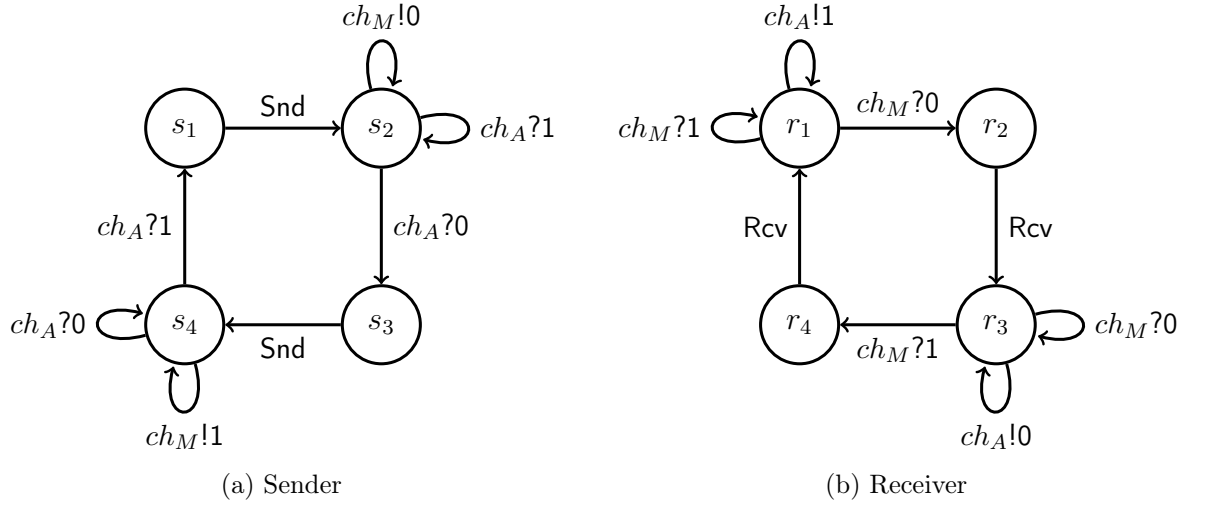 ch_M!0
s_1
Snd
s_2
ch_A?1
ch_A?1
ch_A?0
ch_A?0
s_4
Snd
s_3
ch_M!1
(a) Sender
ch_A!1
ch_M?1
r_1
ch_M?0
r_2
Rcv
Rcv
r_4
ch_M?1
r_3
ch_M?0
ch_A!0
(b) Receiver